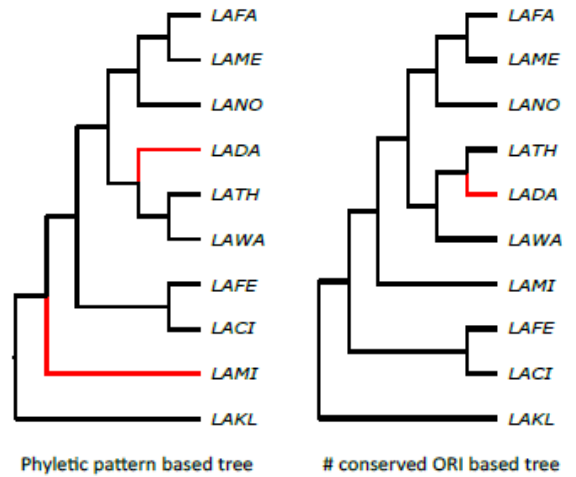 LAFA
LAME
LANO
LADA
LATH
LAWA
LAFE
LACI
LAMI
LAKL
Phyletic pattern based tree
LAFA
LAME
LANO
LATH
LADA
LAWA
LAMI
LAFE
LACI
LAKL
# conserved ORI based tree